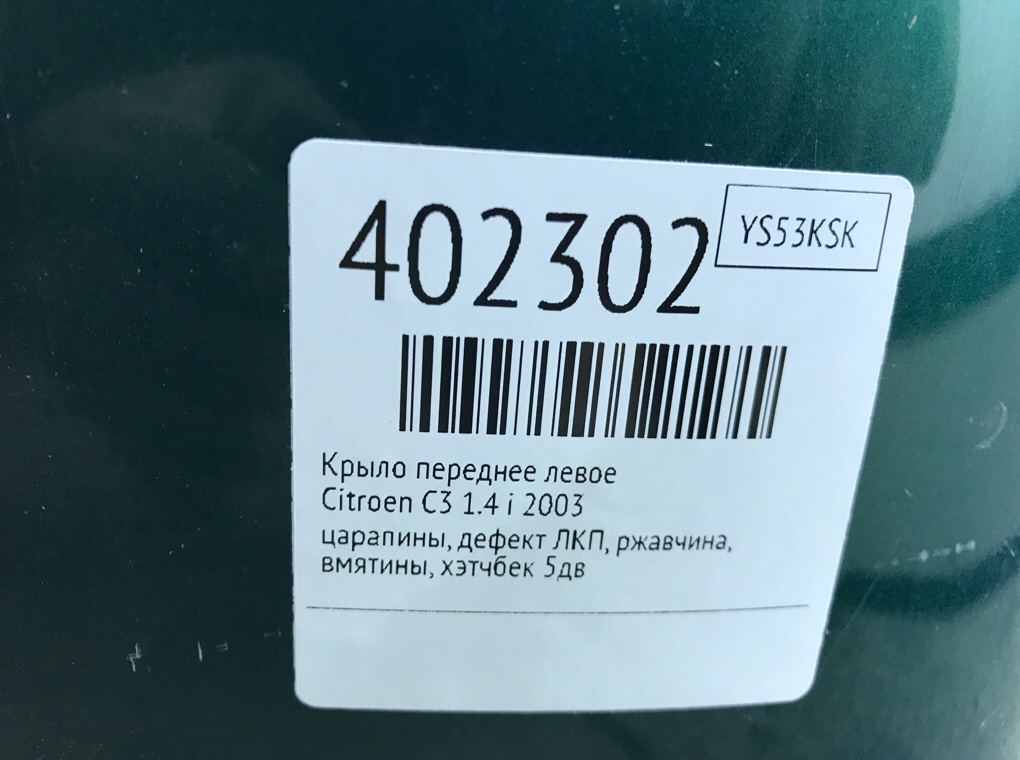 402302
YS53KSK
Крыло переднее левое
Citroen C3 1.4 i 2003
царапины, дефект ЛКП, ржавчина,
вмятины, хэтчбек 5дв